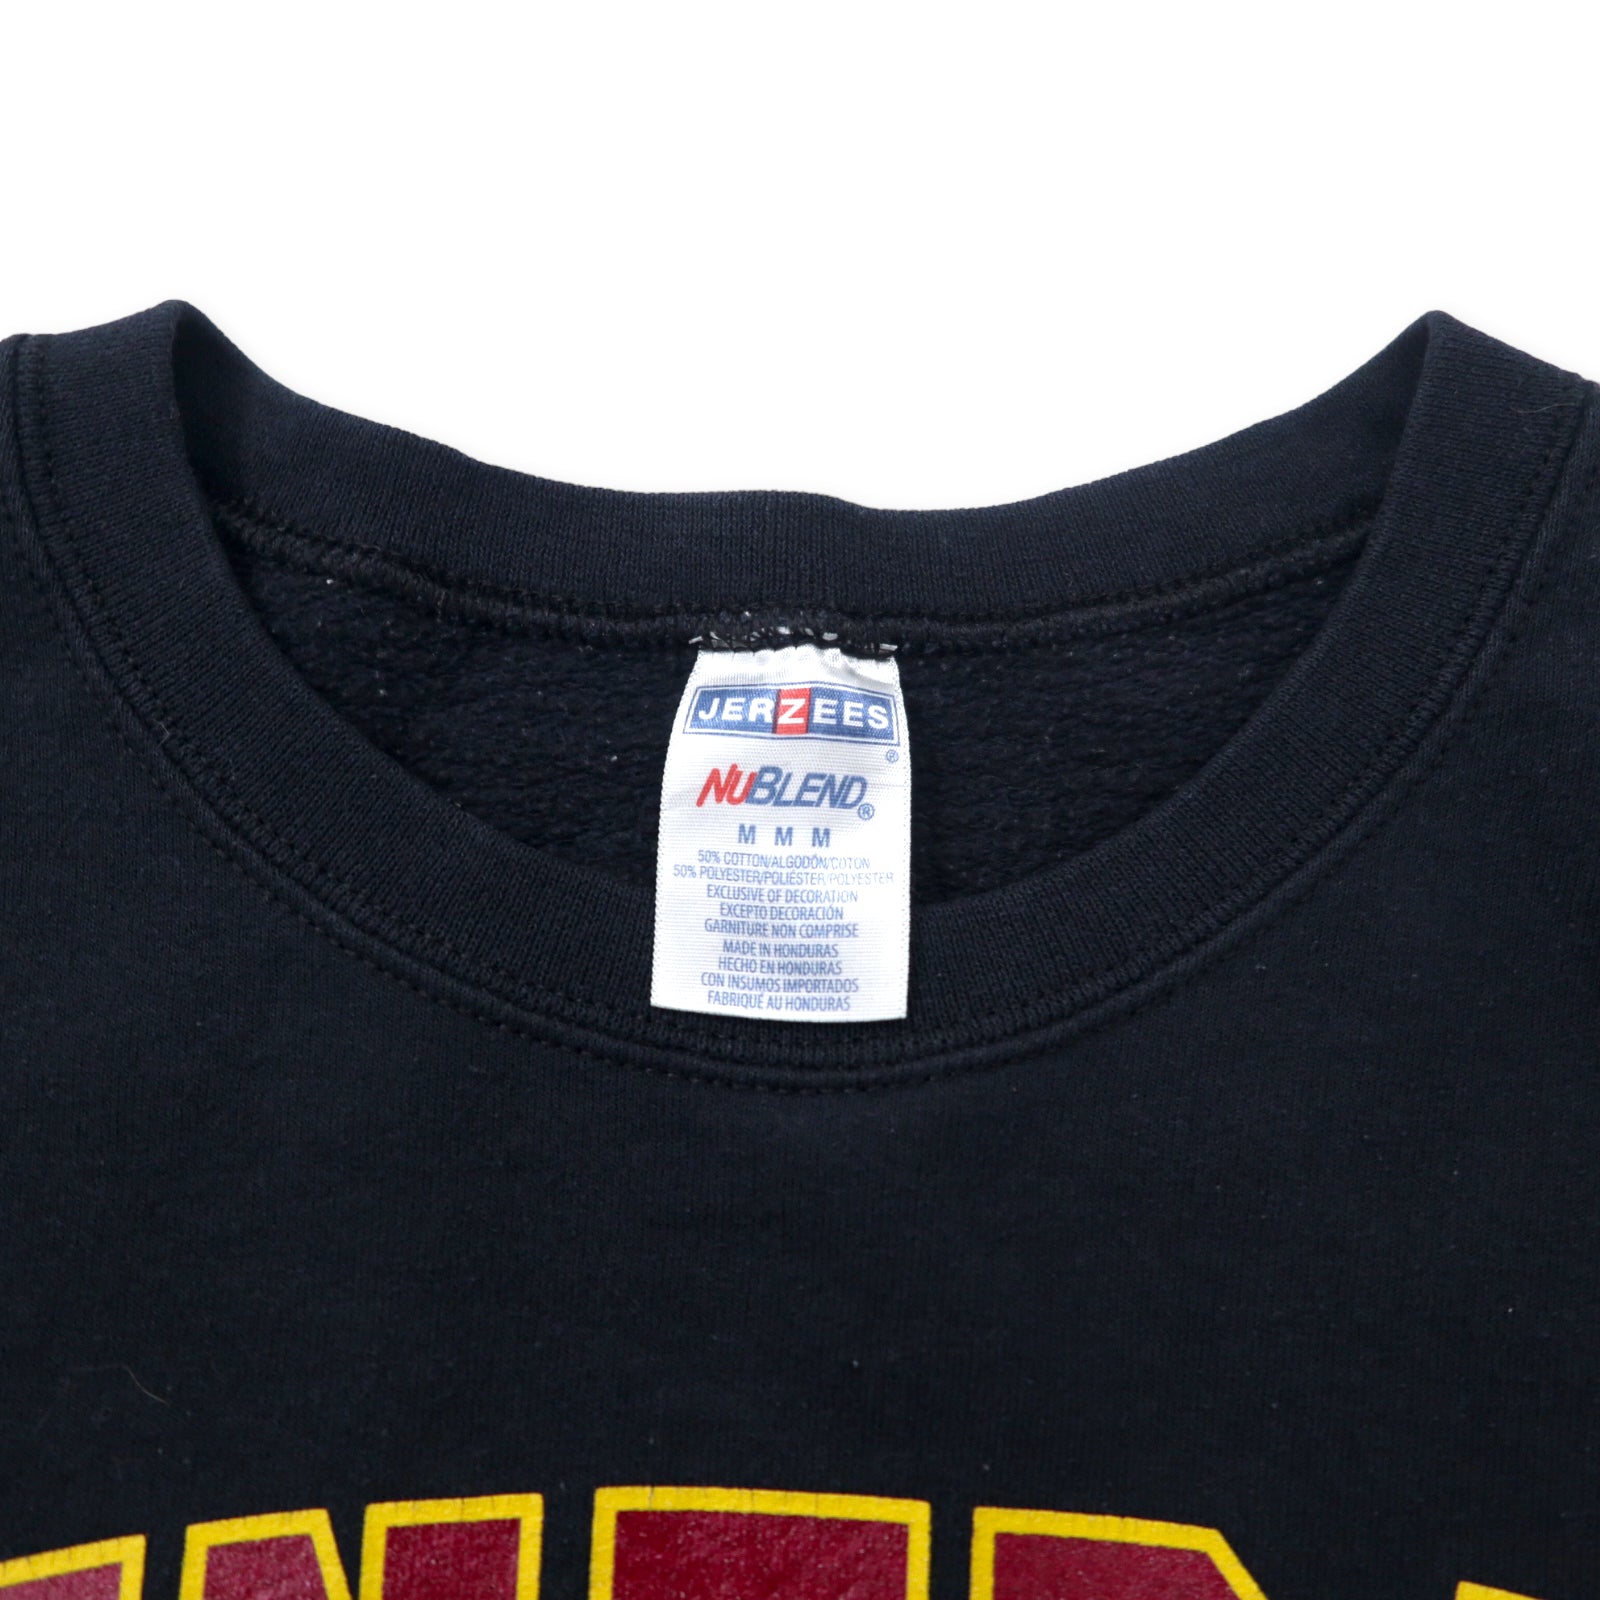 JERZEES
®
NUBLEND®
M M M
50% COTTON/ALGODÓN/COTON
50% POLYESTER/POLIÉSTER/POLYESTER
EXCLUSIVE OF DECORATION
EXCEPTO DECORACIÓN
GARNITURE NON COMPRISE
MADE IN HONDURAS
HECHO EN HONDURAS
CON INSUMOS IMPORTADOS
FABRIQUÉ AU HONDURAS